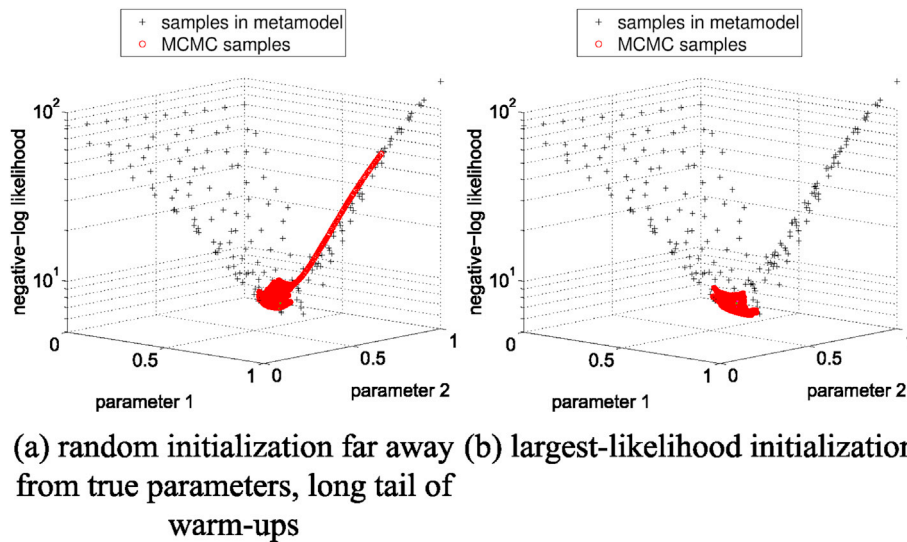 + samples in metamodel
○ MCMC samples
+ samples in metamodel
○ MCMC samples
10²
10¹
negative-log likelihood
0
0.5
1
parameter 1
0
0.5
1
parameter 2
10²
10¹
negative-log likelihood
0
0.5
1
parameter 1
0
0.5
1
parameter 2
(a) random initialization far away
from true parameters, long tail of
warm-ups
(b) largest-likelihood initialization